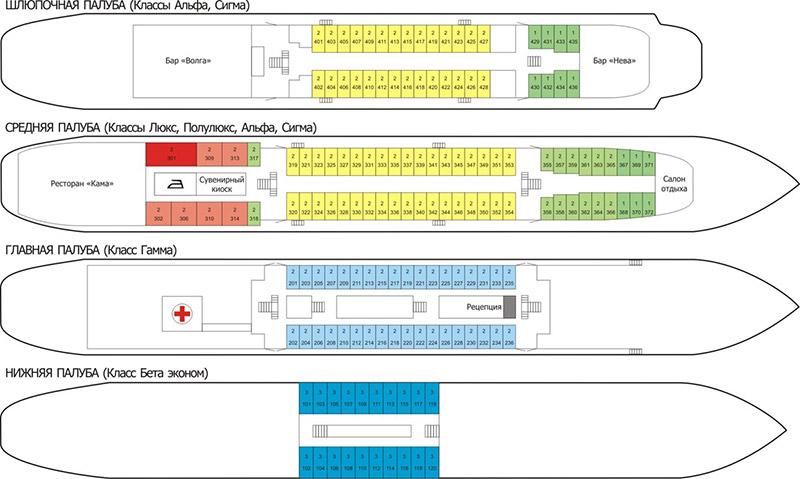 ШЛЮПОЧНАЯ ПАЛУБА (Классы Альфа, Сигма)
2 2 2 2 2 2 2 2 2 2 2 2 2 2 1 1 1 1
401 403 405 407 409 411 413 415 417 419 421 423 425 427 429 431 433 435
Бар «Волга»
Бар «Нева»
2 2 2 2 2 2 2 2 2 2 2 2 2 2 1 1 1 1
402 404 406 408 410 412 414 416 418 420 422 424 426 428 430 432 434 436
СРЕДНЯЯ ПАЛУБА (Классы Люкс, Полулюкс, Альфа, Сигма)
2 2 2 2 2 2 2 2 2 2 2 2 2 2 2 2 2 2 2 2 2 2 2 2 2 2 2 2 1 1 1
301 309 313 317 319 321 323 325 327 329 331 333 335 337 339 341 343 345 347 349 351 353 355 357 359 361 363 365 367 369 371
Ресторан «Кама»
Сувенирный
киоск
Салон
отдыха
2 2 2 2 2 2 2 2 2 2 2 2 2 2 2 2 2 2 2 2 2 2 2 2 2 2 2 2 2 1 1 1
302 306 310 314 318 320 322 324 326 328 330 332 334 336 338 340 342 344 346 348 350 352 354 356 358 360 362 364 366 368 370 372
ГЛАВНАЯ ПАЛУБА (Класс Гамма)
2 2 2 2 2 2 2 2 2 2 2 2 2 2 2 2 2 2
201 203 205 207 209 211 213 215 217 219 221 223 225 227 229 231 233 235
Рецепция
2 2 2 2 2 2 2 2 2 2 2 2 2 2 2 2 2 2
202 204 206 208 210 212 214 216 218 220 222 224 226 228 230 232 234 236
НИЖНЯЯ ПАЛУБА (Класс Бета эконом)
3 3 3 3 3 3 3 3 3 3
101 103 105 107 109 111 113 115 117 119
3 3 3 3 3 3 3 3 3 3
102 104 106 108 110 112 114 116 118 120